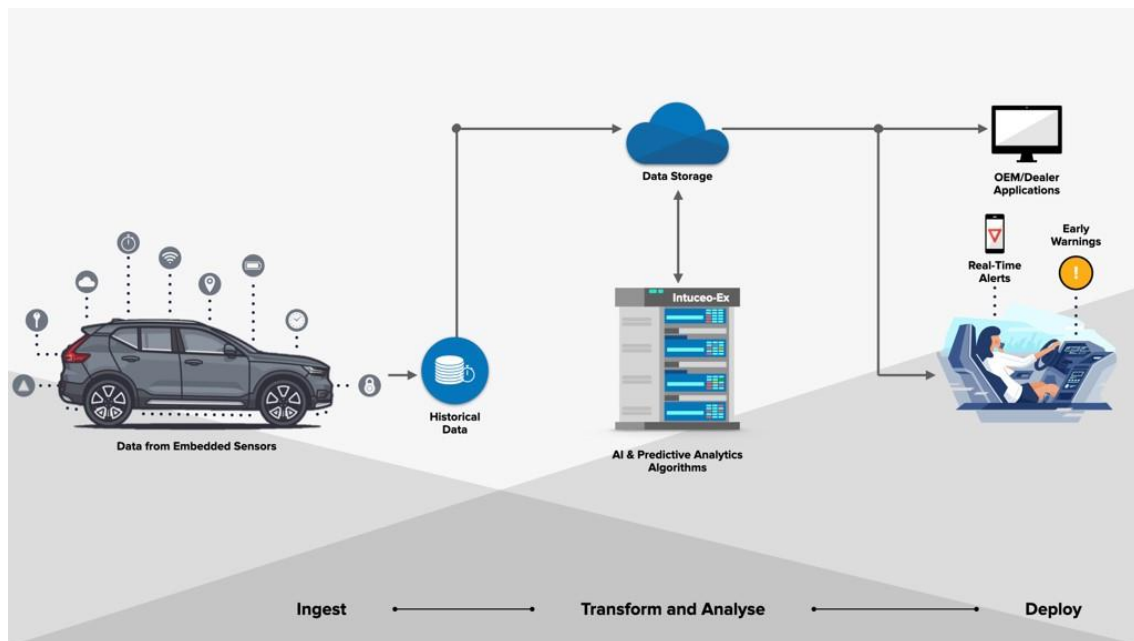 Data Storage
OEM/Dealer
Applications
Early
Warnings
Real-Time
Alerts
Intuceo-Ex
Historical
Data
Data from Embedded Sensors
AI & Predictive Analytics
Algorithms
Ingest
Transform and Analyse
Deploy